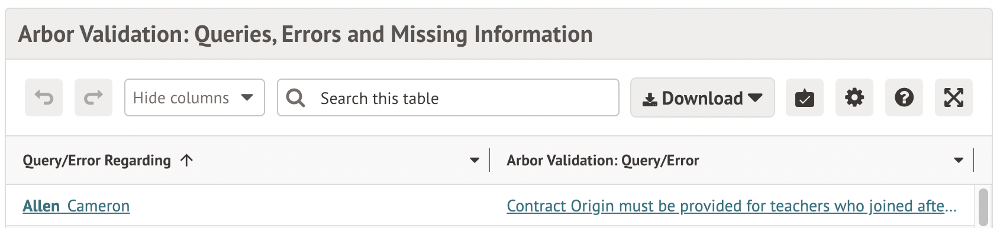 Arbor Validation: Queries, Errors and Missing Information
Hide columns
Search this table
Download
Query/Error Regarding
Arbor Validation: Query/Error
Allen Cameron
Contract Origin must be provided for teachers who joined afte...